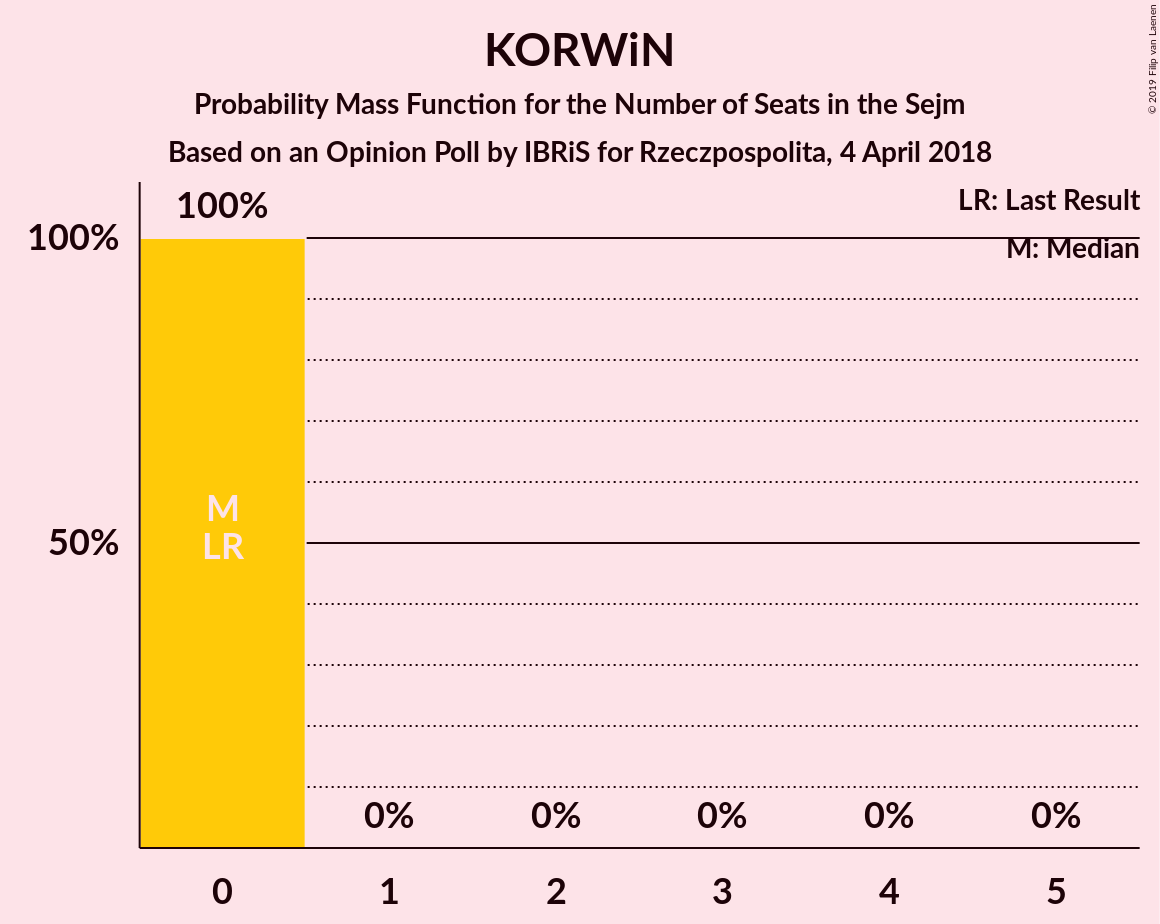 KORWiN
Probability Mass Function for the Number of Seats in the Sejm
Based on an Opinion Poll by IBRiS for Rzeczpospolita, 4 April 2018
© 2019 Filip van Laenen
LR: Last Result
M: Median
100%
100%
50%
M
LR
0% 0% 0% 0% 0%
0 1 2 3 4 5